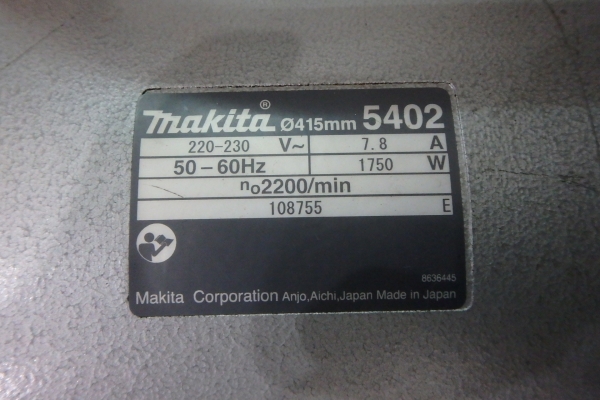 makita® Ø415mm 5402
220-230 V~ 7.8 A
50-60Hz 1750 W
no2200/min
108755 E
8636445
Makita Corporation Anjo,Aichi,Japan Made in Japan